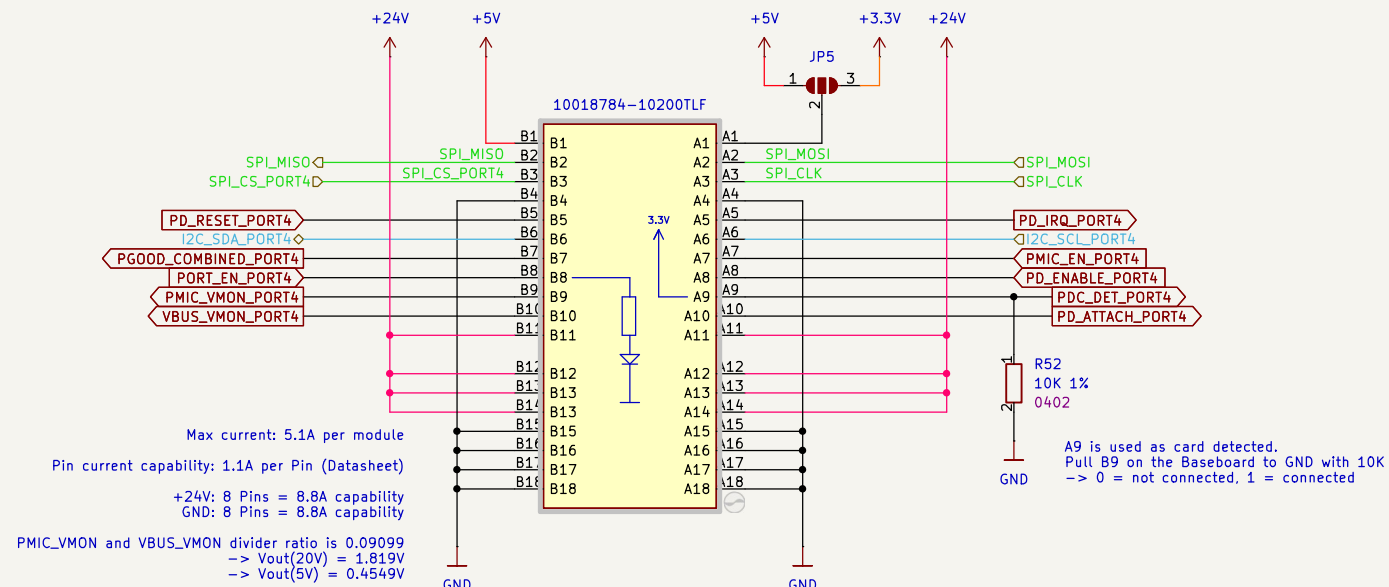 +24V +5V +5V +3.3V +24V
JP5
1 3
2
10018784-10200TLF
B1 B1 A1 A1
SPI_MISO SPI_MISO B2 B2 A2 A2 SPI_MOSI SPI_MOSI
SPI_CS_PORT4 SPI_CS_PORT4 B3 B3 A3 A3 SPI_CLK SPI_CLK
B4 B4 A4 A4
PD_RESET_PORT4 B5 B5 3.3V A5 A5 PD_IRQ_PORT4
I2C_SDA_PORT4 B6 B6 A6 A6 I2C_SCL_PORT4
PGOOD_COMBINED_PORT4 B7 B7 A7 A7 PMIC_EN_PORT4
PORT_EN_PORT4 B8 B8 A8 A8 PD_ENABLE_PORT4
PMIC_VMON_PORT4 B9 B9 A9 A9 PDC_DET_PORT4
VBUS_VMON_PORT4 B10 B10 A10 A10 PD_ATTACH_PORT4
B11 B11 A11 A11
B12 B12 A12 A12
B13 B13 A13 A13
B14 B13 A14 A14
B15 B15 A15 A15
B16 B16 A16 A16
B17 B17 A17 A17
B18 B18 A18 A18
1 R52
10K 1%
2 0402
GND
Max current: 5.1A per module
Pin current capability: 1.1A per Pin (Datasheet)
+24V: 8 Pins = 8.8A capability
GND: 8 Pins = 8.8A capability
PMIC_VMON and VBUS_VMON divider ratio is 0.09099
-> Vout(20V) = 1.819V
-> Vout(5V) = 0.4549V
A9 is used as card detected.
Pull B9 on the Baseboard to GND with 10K
-> 0 = not connected, 1 = connected
GND GND